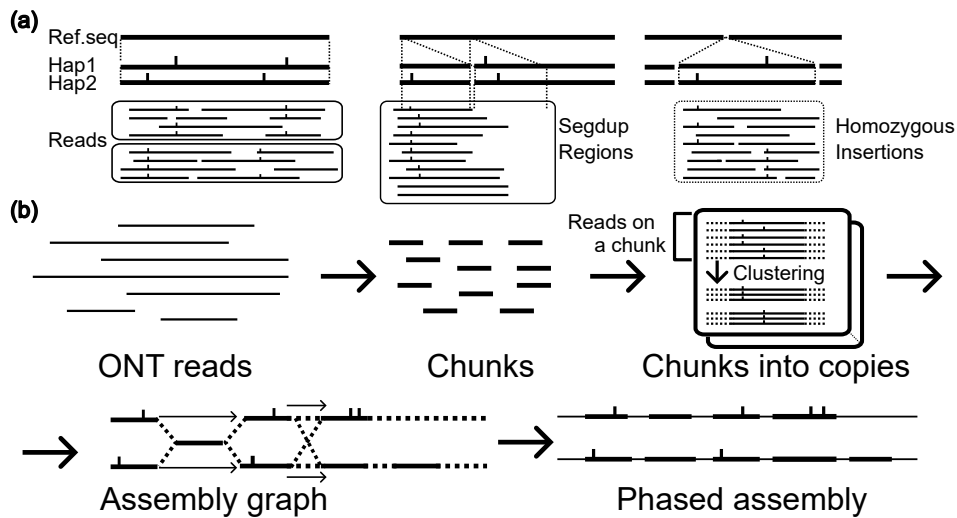 (a)
Ref.seq
Hap1
Hap2
Reads
Segdup
Regions
Homozygous
Insertions
(b)
Reads on
a chunk
Clustering
ONT reads
Chunks
Chunks into copies
Assembly graph
Phased assembly